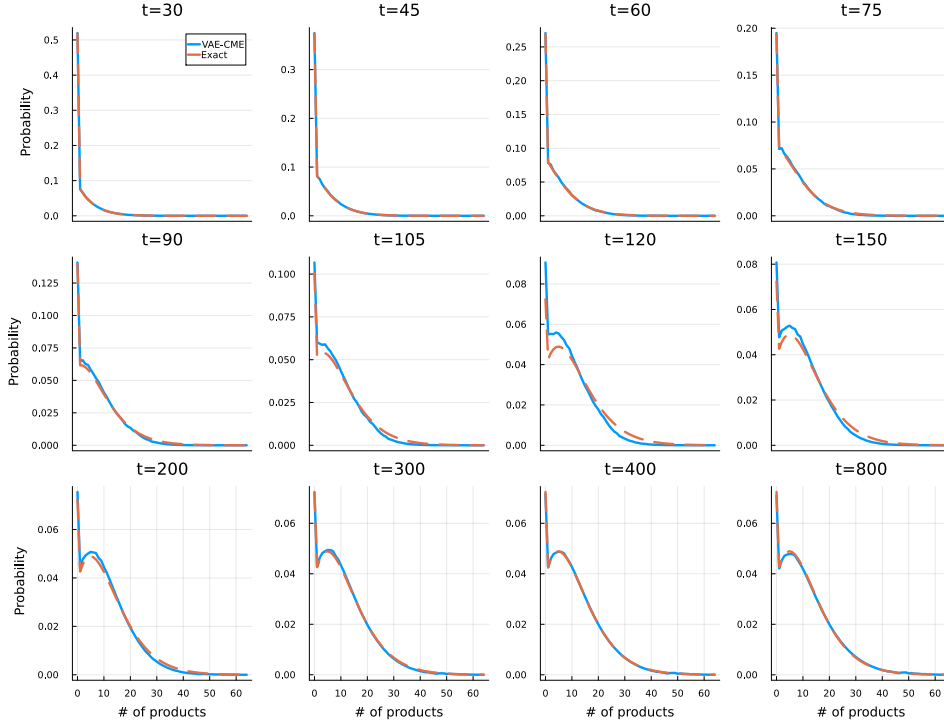 t=30
t=45
t=60
t=75
VAE-CME
Exact
Probability
0.5
0.4
0.3
0.2
0.1
0.0
0.3
0.2
0.1
0.0
0.25
0.20
0.15
0.10
0.05
0.00
0.20
0.15
0.10
0.05
0.00
t=90
t=105
t=120
t=150
Probability
0.125
0.100
0.075
0.050
0.025
0.000
0.100
0.075
0.050
0.025
0.000
0.08
0.06
0.04
0.02
0.00
0.08
0.06
0.04
0.02
0.00
t=200
t=300
t=400
t=800
Probability
0.06
0.04
0.02
0.00
0.06
0.04
0.02
0.00
0.06
0.04
0.02
0.00
0.06
0.04
0.02
0.00
0 10 20 30 40 50 60
0 10 20 30 40 50 60
0 10 20 30 40 50 60
0 10 20 30 40 50 60
# of products
# of products
# of products
# of products